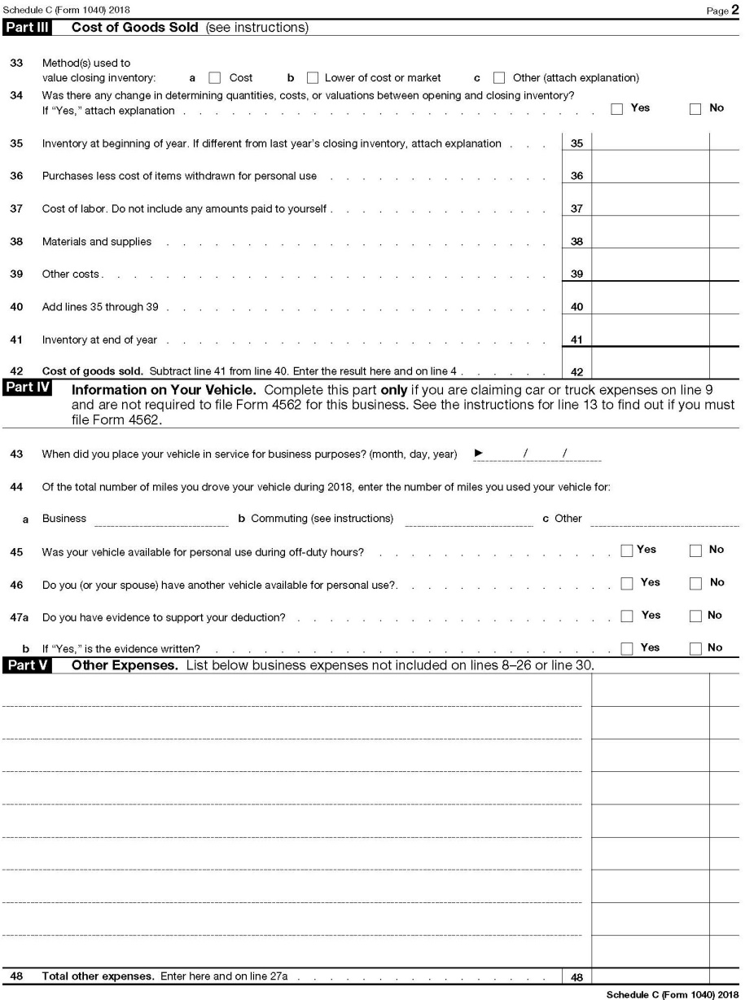 Schedule C (Form 1040) 2018 Page 2
Part III Cost of Goods Sold (see instructions)
33 Method(s) used to
value closing inventory: a Cost b Lower of cost or market c Other (attach explanation)
34 Was there any change in determining quantities, costs, or valuations between opening and closing inventory?
If “Yes,” attach explanation . . . . . . . . . . . . . . . . . . . . . . . . . . Yes No
35 Inventory at beginning of year. If different from last year’s closing inventory, attach explanation . . . 35
36 Purchases less cost of items withdrawn for personal use . . . . . . . . . . . . . . 36
37 Cost of labor. Do not include any amounts paid to yourself . . . . . . . . . . . . . . 37
38 Materials and supplies . . . . . . . . . . . . . . . . . . . . . . . . 38
39 Other costs . . . . . . . . . . . . . . . . . . . . . . . . . . . . 39
40 Add lines 35 through 39 . . . . . . . . . . . . . . . . . . . . . . . . 40
41 Inventory at end of year . . . . . . . . . . . . . . . . . . . . . . . . 41
42 Cost of goods sold. Subtract line 41 from line 40. Enter the result here and on line 4 . . . . . . 42
Part IV Information on Your Vehicle. Complete this part only if you are claiming car or truck expenses on line 9
and are not required to file Form 4562 for this business. See the instructions for line 13 to find out if you must
file Form 4562.
43 When did you place your vehicle in service for business purposes? (month, day, year) ▶ / /
44 Of the total number of miles you drove your vehicle during 2018, enter the number of miles you used your vehicle for:
a Business b Commuting (see instructions) c Other
45 Was your vehicle available for personal use during off-duty hours? . . . . . . . . . . . . . . . Yes No
46 Do you (or your spouse) have another vehicle available for personal use?. . . . . . . . . . . . . . Yes No
47a Do you have evidence to support your deduction? . . . . . . . . . . . . . . . . . . . . Yes No
b If “Yes,” is the evidence written? . . . . . . . . . . . . . . . . . . . . . . . . . Yes No
Part V Other Expenses. List below business expenses not included on lines 8–26 or line 30.
48 Total other expenses. Enter here and on line 27a . . . . . . . . . . . . . . . . 48
Schedule C (Form 1040) 2018